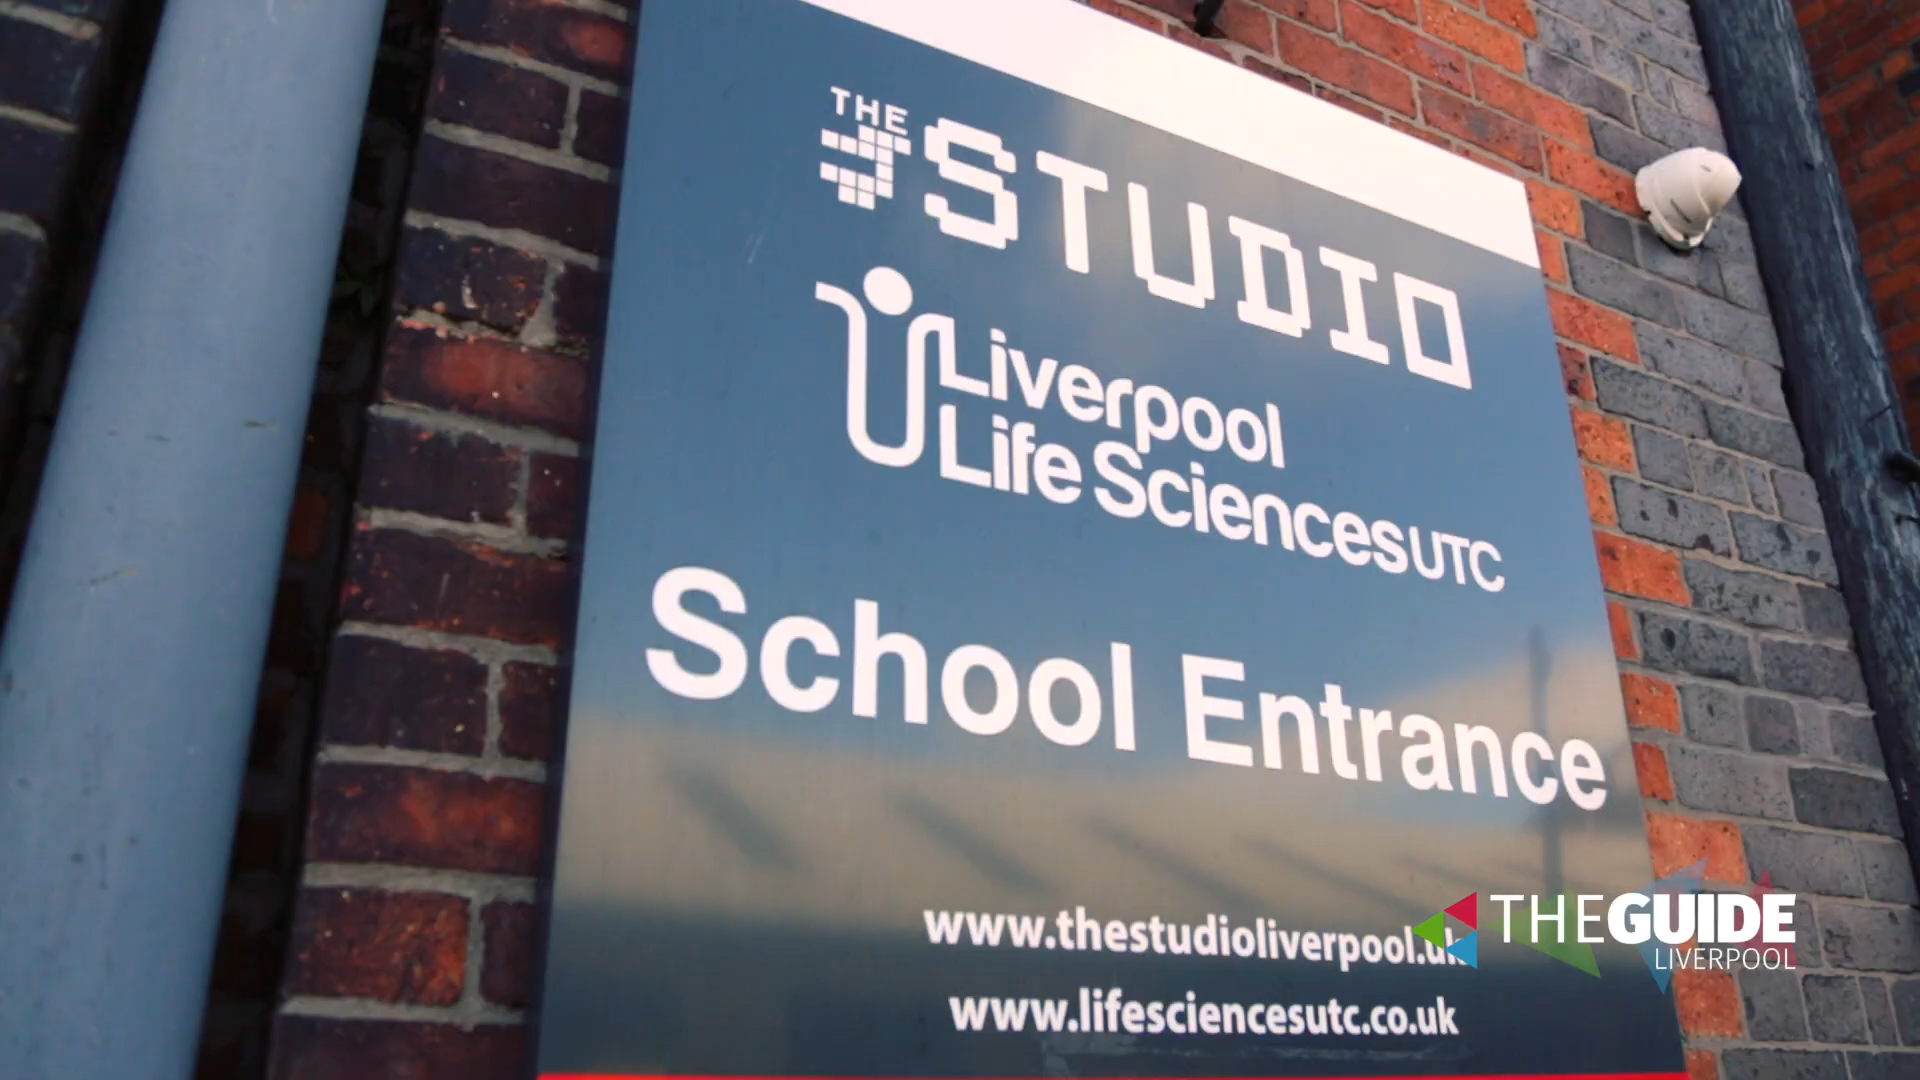 THE
STUDIO
Liverpool
Life Sciences UTC
School Entrance
www.thestudioliverpool.uk
www.lifesciencesutc.co.uk
THEGUIDE
LIVERPOOL